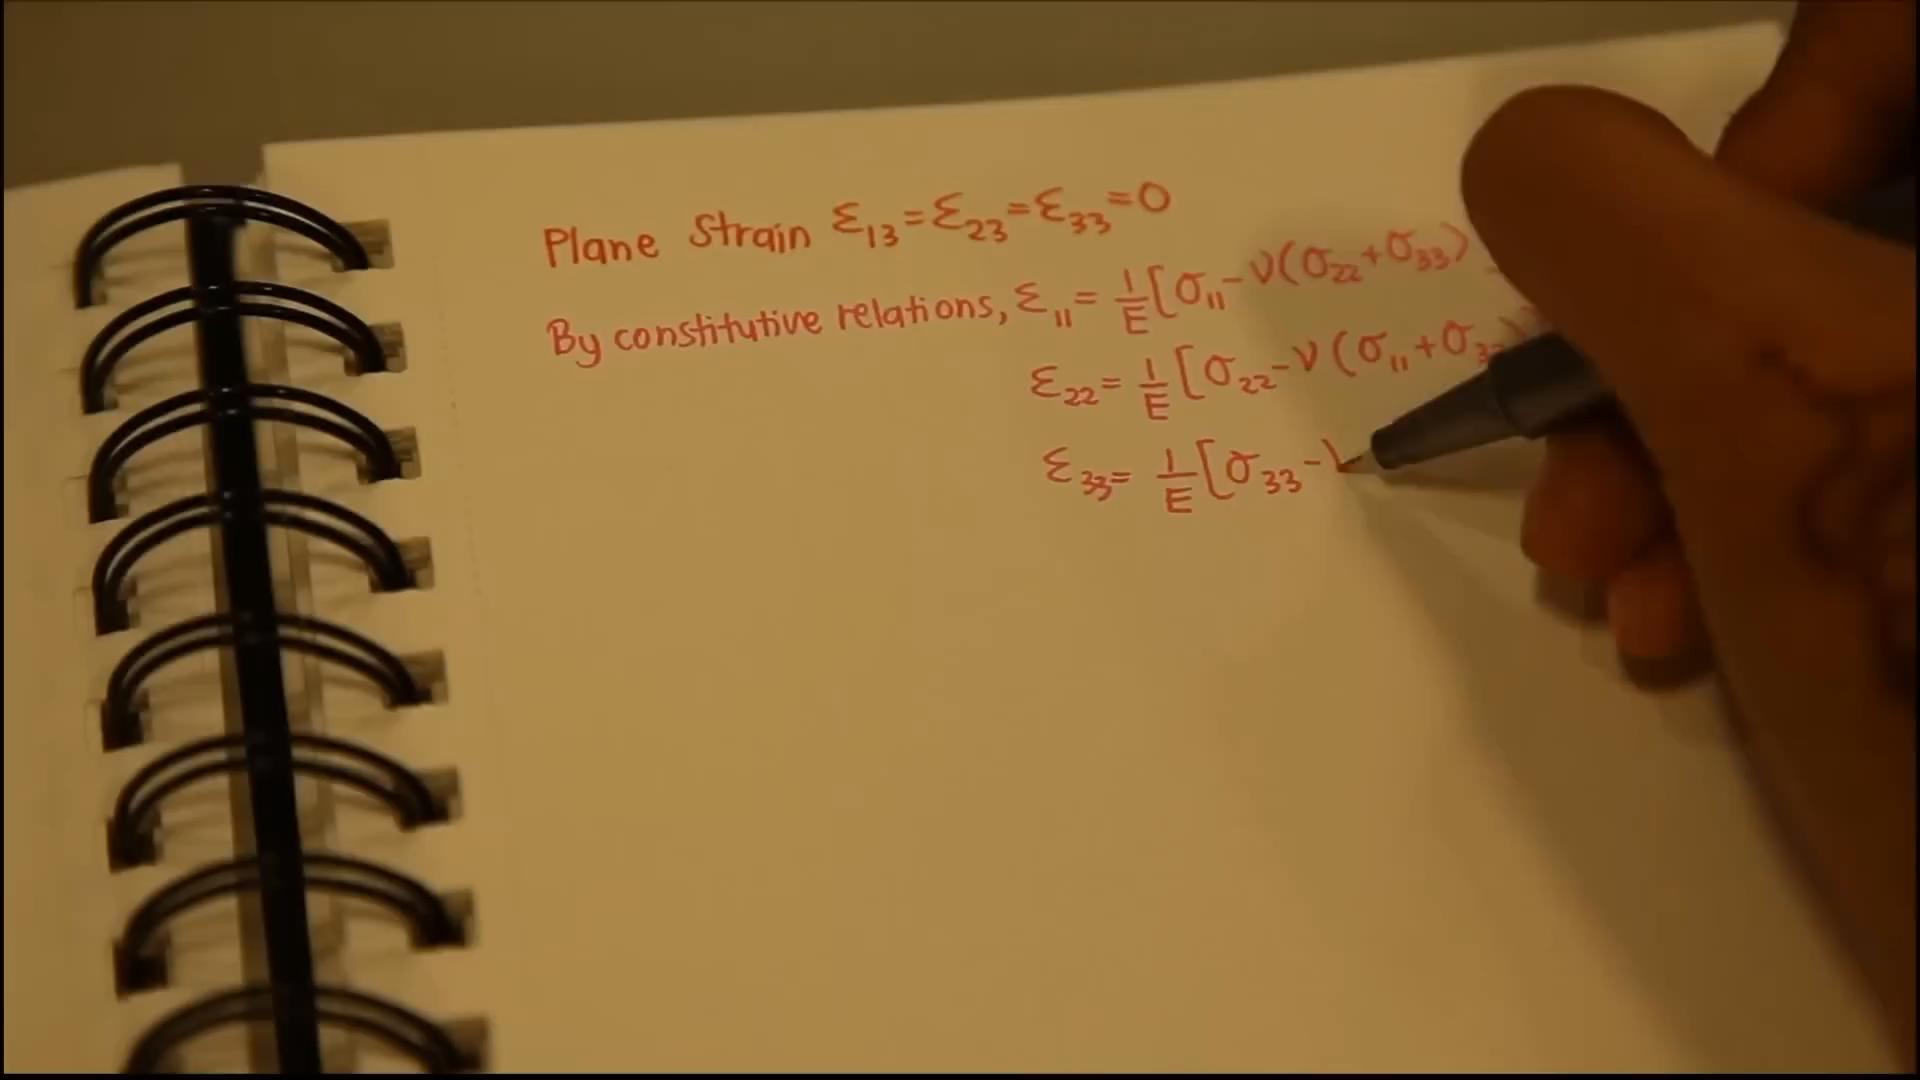 Plane Strain ε₁₃=ε₂₃=ε₃₃=0
By constitutive relations, ε₁₁= 1/E [σ₁₁-ν(σ₂₂+σ₃₃)
ε₂₂= 1/E [σ₂₂-ν(σ₁₁+σ₃₃)
ε₃₃= 1/E [σ₃₃-